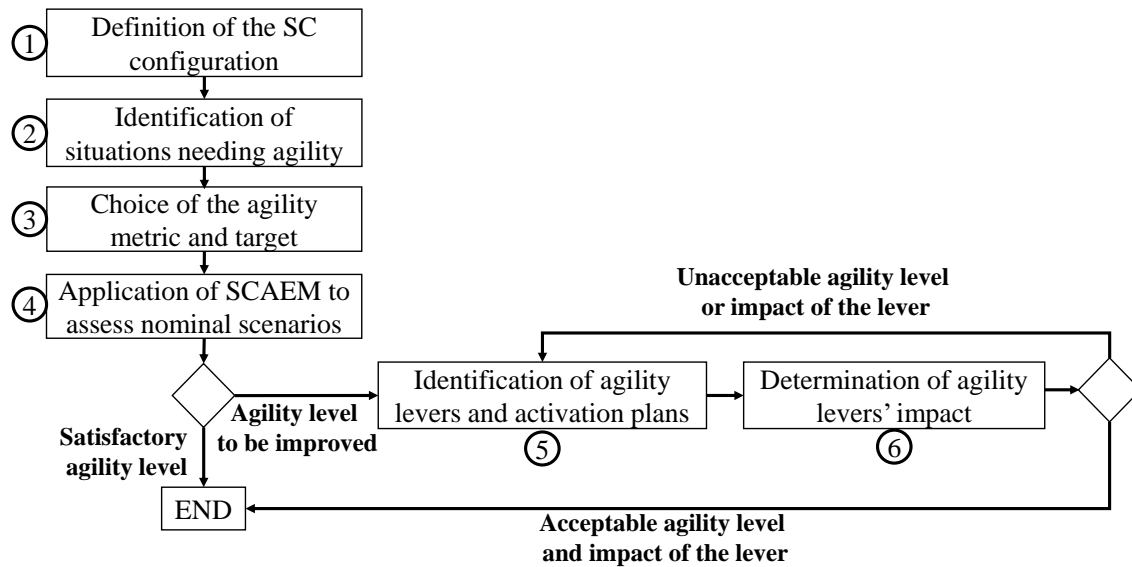 1
Definition of the SC
configuration
2
Identification of
situations needing agility
3
Choice of the agility
metric and target
4
Application of SCAEM to
assess nominal scenarios
Unacceptable agility level
or impact of the lever
Identification of agility
levers and activation plans
5
Determination of agility
levers’ impact
6
Agility level
to be improved
Satisfactory
agility level
END
Acceptable agility level
and impact of the lever